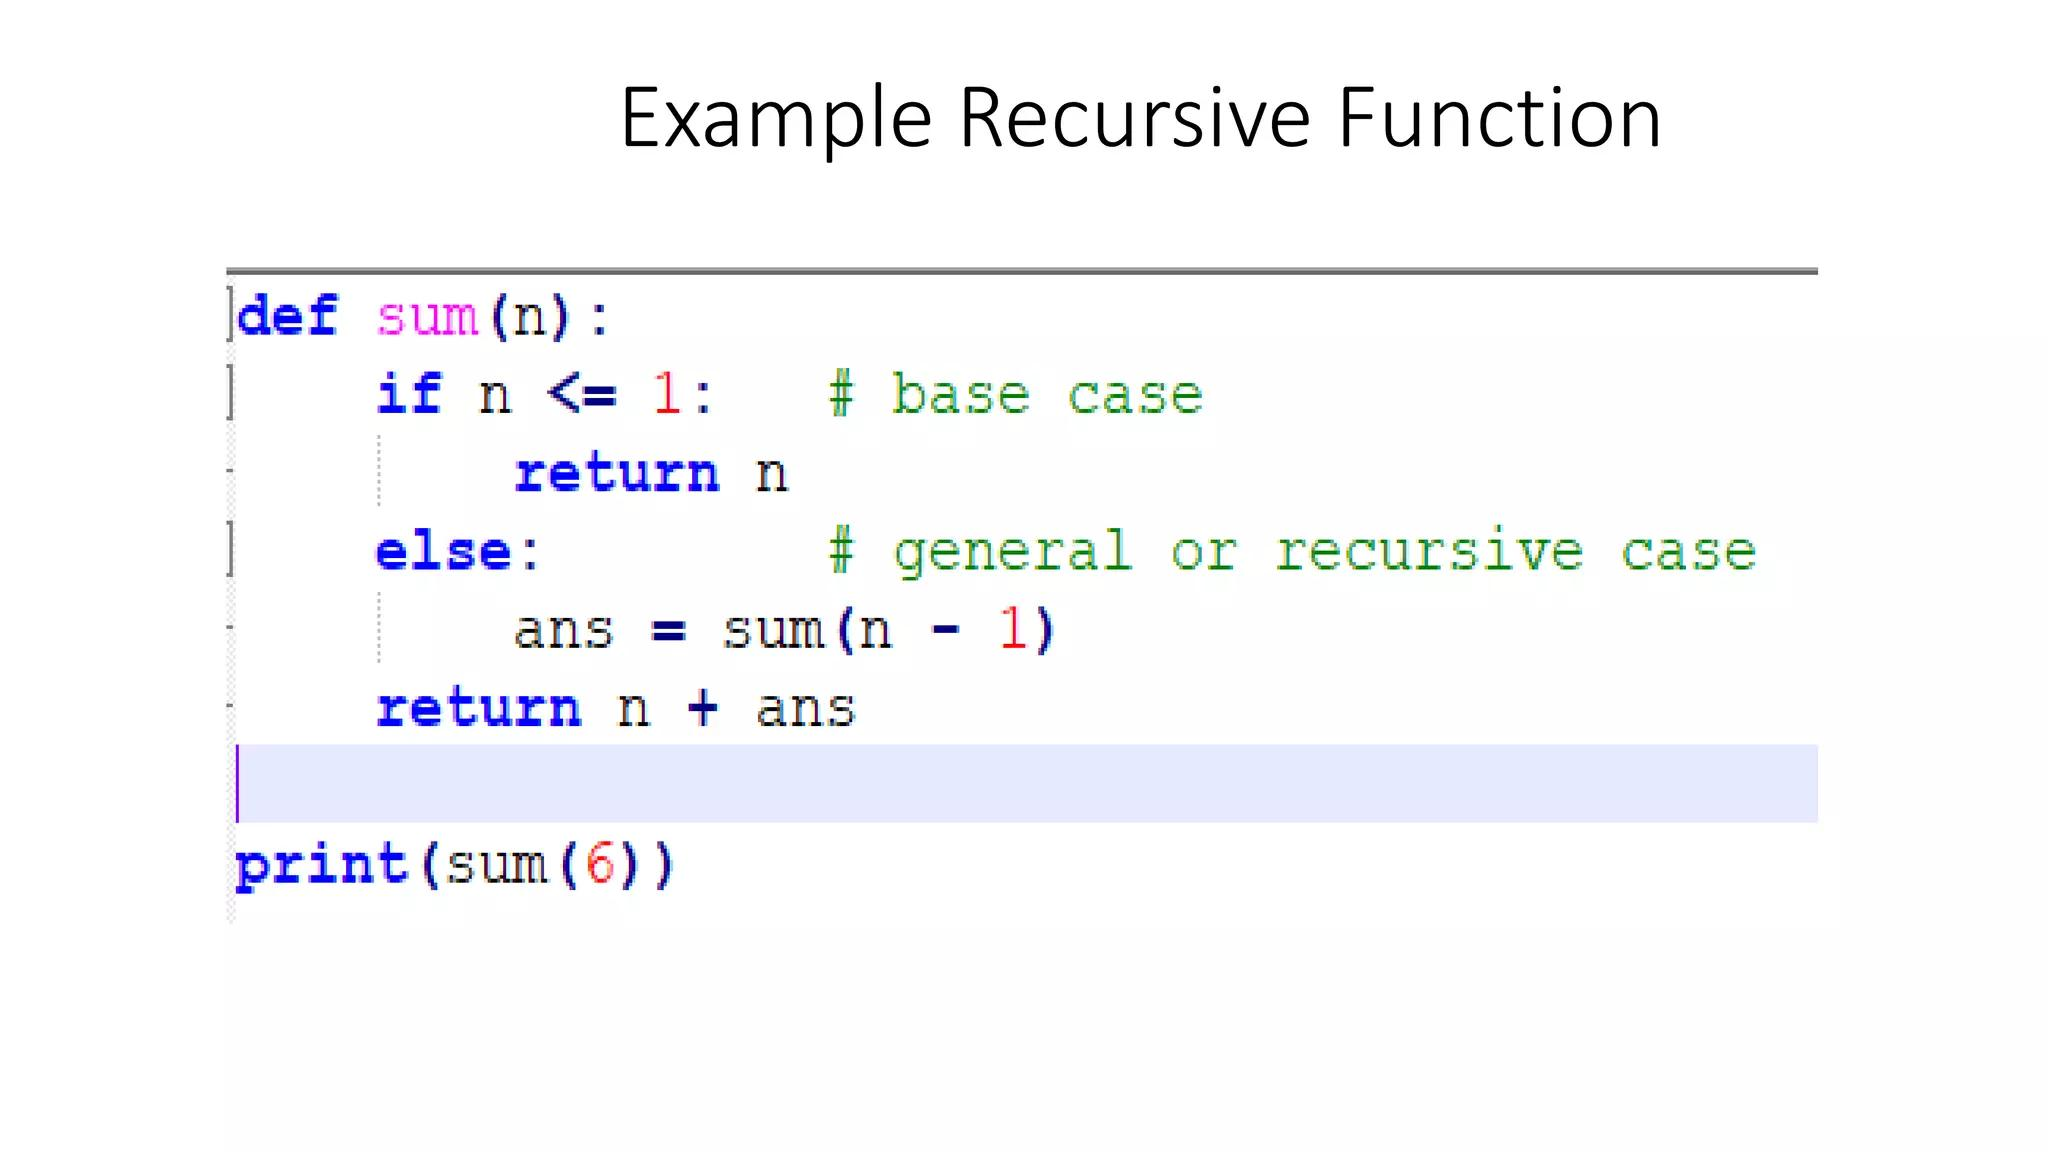 Example Recursive Function
def sum(n):
    if n <= 1:   # base case
        return n
    else:        # general or recursive case
        ans = sum(n - 1)
    return n + ans

print(sum(6))